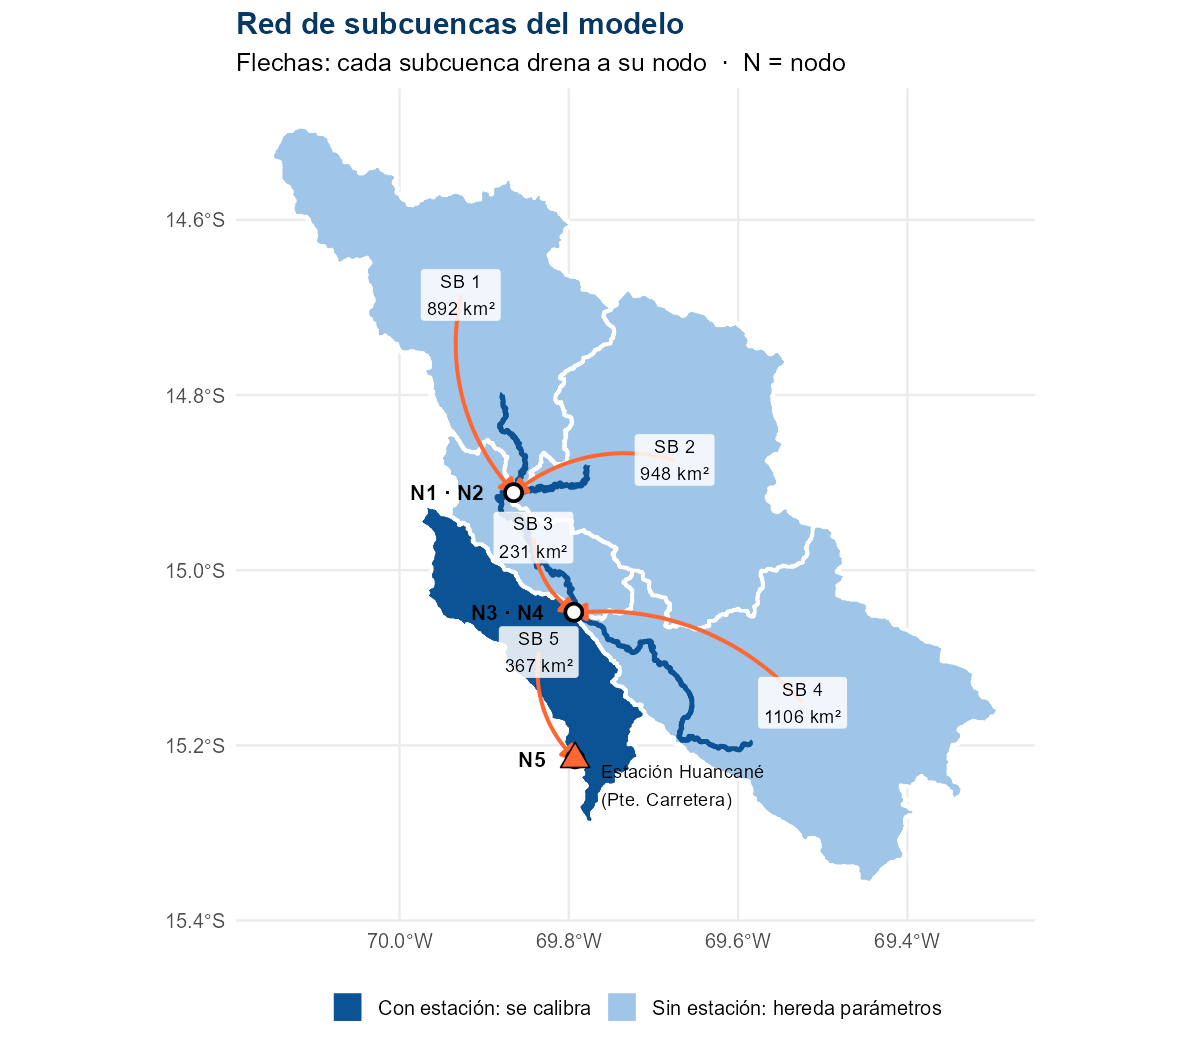 Red de subcuencas del modelo
Flechas: cada subcuenca drena a su nodo · N = nodo
14.6°S
14.8°S
15.0°S
15.2°S
15.4°S
SB 1
892 km²
SB 2
948 km²
N1 · N2
SB 3
231 km²
N3 · N4
SB 5
367 km²
SB 4
1106 km²
N5
Estación Huancané
(Pte. Carretera)
70.0°W
69.8°W
69.6°W
69.4°W
Con estación: se calibra
Sin estación: hereda parámetros